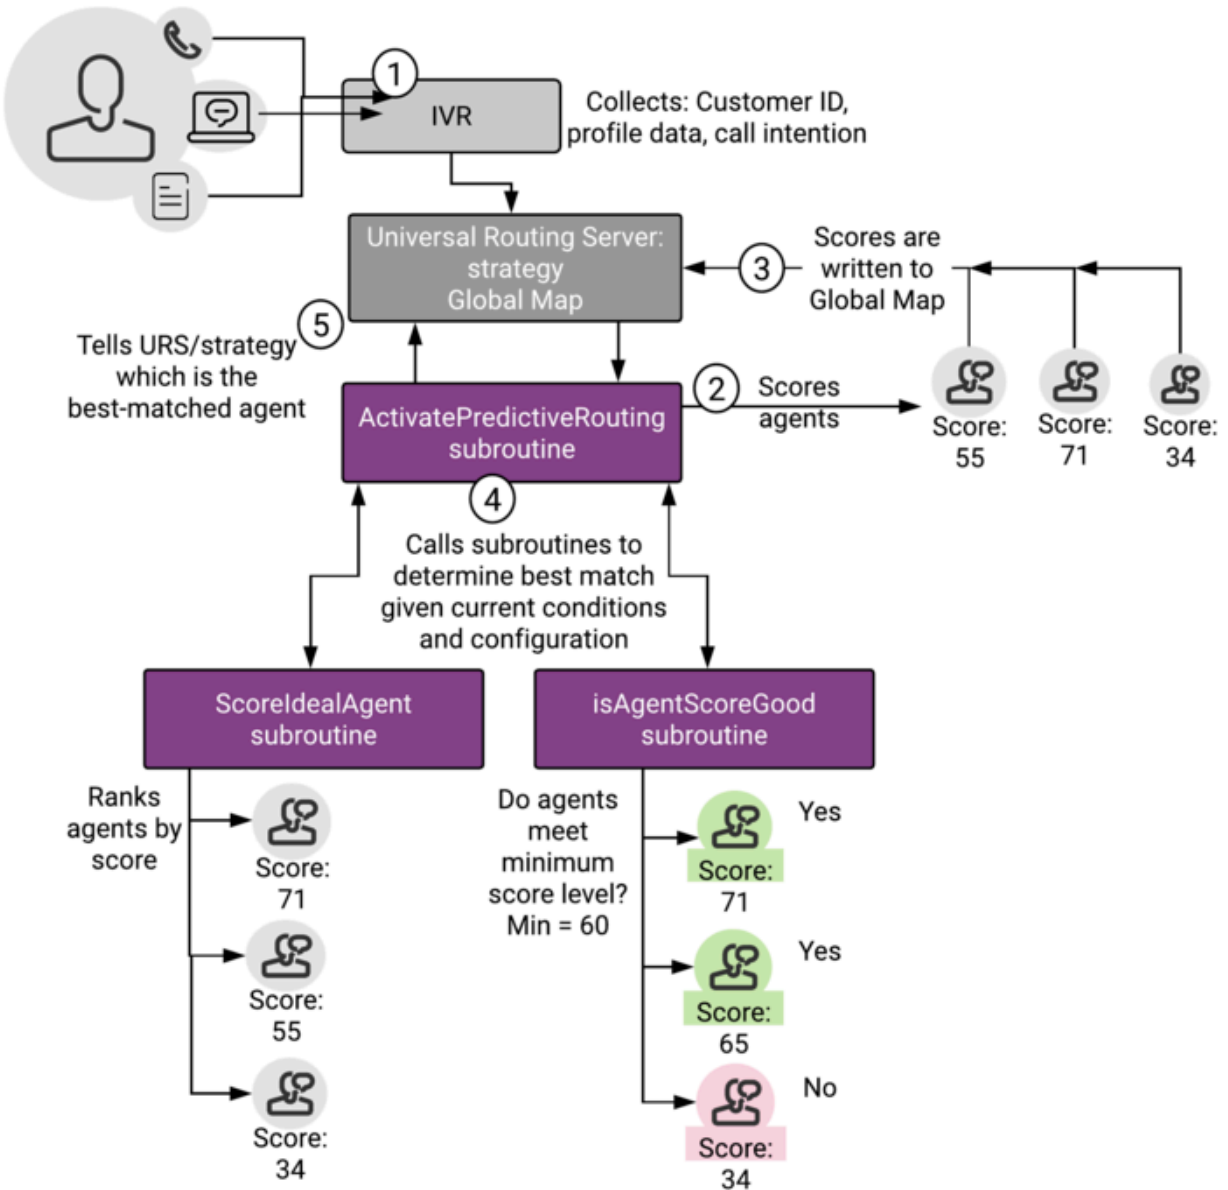 1
IVR
Collects: Customer ID,
profile data, call intention
Universal Routing Server:
strategy
Global Map
3
Scores are
written to
Global Map
5
Tells URS/strategy
which is the
best-matched agent
ActivatePredictiveRouting
subroutine
2
Scores
agents
Score:
55
Score:
71
Score:
34
4
Calls subroutines to
determine best match
given current conditions
and configuration
ScoreIdealAgent
subroutine
isAgentScoreGood
subroutine
Ranks
agents by
score
Score:
71
Score:
55
Score:
34
Do agents
meet
minimum
score level?
Min = 60
Yes
Score:
71
Yes
Score:
65
No
Score:
34